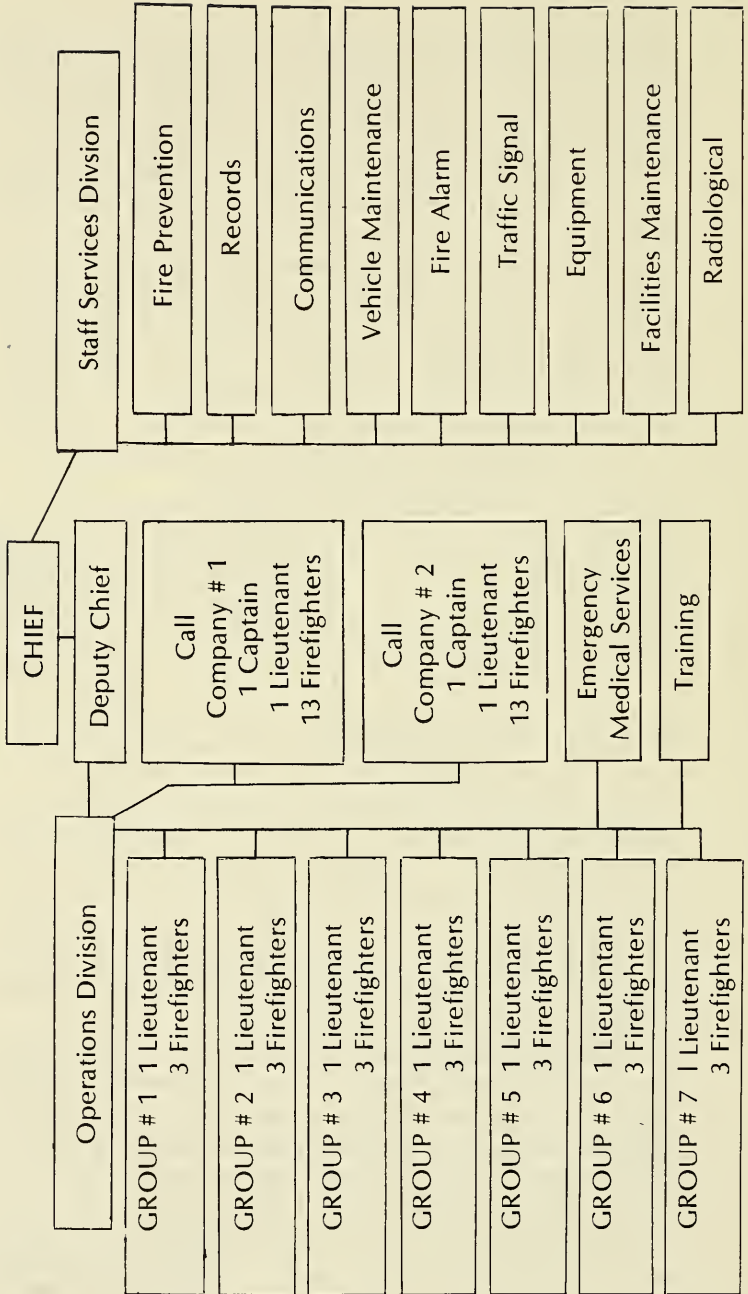 CHIEF
Deputy Chief
Operations Division
GROUP # 1 1 Lieutenant
3 Firefighters
GROUP # 2 1 Lieutenant
3 Firefighters
GROUP # 3 1 Lieutenant
3 Firefighters
GROUP # 4 1 Lieutenant
3 Firefighters
GROUP # 5 1 Lieutenant
3 Firefighters
GROUP # 6 1 Lieutentant
3 Firefighters
GROUP # 7 l Lieutenant
3 Firefighters
Call
Company # 1
1 Captain
1 Lieutenant
13 Firefighters
Call
Company # 2
1 Captain
1 Lieutenant
13 Firefighters
Emergency
Medical Services
Training
Staff Services Divsion
Fire Prevention
Records
Communications
Vehicle Maintenance
Fire Alarm
Traffic Signal
Equipment
Facilities Maintenance
Radiological